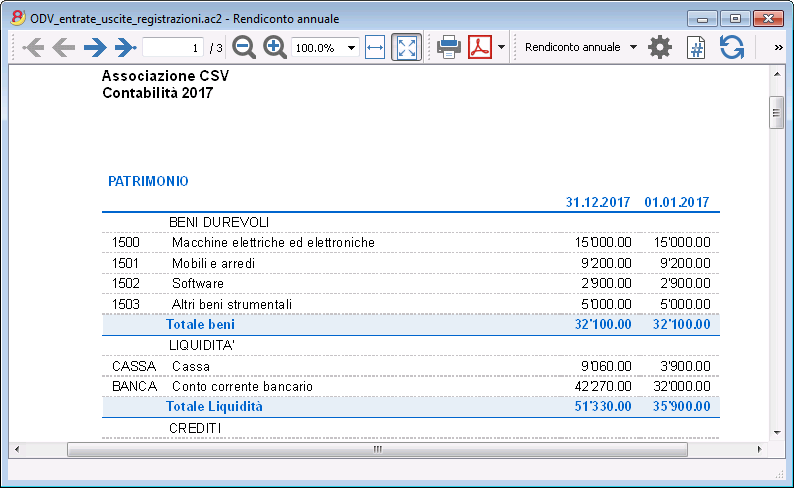 ODV_entrate_uscite_registrazioni.ac2 - Rendiconto annuale
1 / 3 100.0% Rendiconto annuale »
Associazione CSV
Contabilità 2017
PATRIMONIO
31.12.2017 01.01.2017
BENI DUREVOLI
1500 Macchine elettriche ed elettroniche 15'000.00 15'000.00
1501 Mobili e arredi 9'200.00 9'200.00
1502 Software 2'900.00 2'900.00
1503 Altri beni strumentali 5'000.00 5'000.00
Totale beni 32'100.00 32'100.00
LIQUIDITA'
CASSA Cassa 9'060.00 3'900.00
BANCA Conto corrente bancario 42'270.00 32'000.00
Totale Liquidità 51'330.00 35'900.00
CREDITI